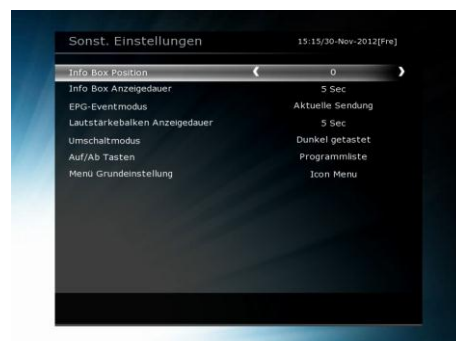 Sonst. Einstellungen 15:15/30-Nov-2012[Fre]
Info Box Position 0
Info Box Anzeigedauer 5 Sec
EPG-Eventmodus Aktuelle Sendung
Lautstärkebalken Anzeigedauer 5 Sec
Umschaltmodus Dunkel getastet
Auf/Ab Tasten Programmliste
Menü Grundeinstellung Icon Menu